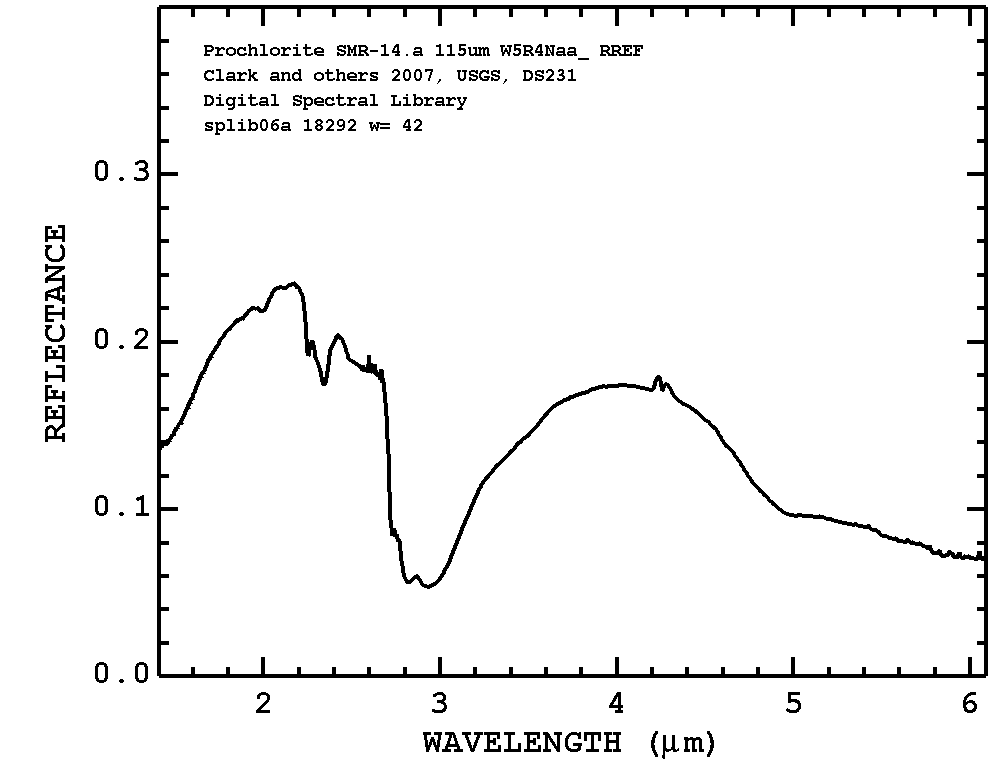 Prochlorite SMR-14.a 115um W5R4Naa_ RREF
Clark and others 2007, USGS, DS231
Digital Spectral Library
splib06a 18292 w= 42
0.3
0.2
0.1
0.0
REFLECTANCE
2 3 4 5 6
WAVELENGTH (μm)